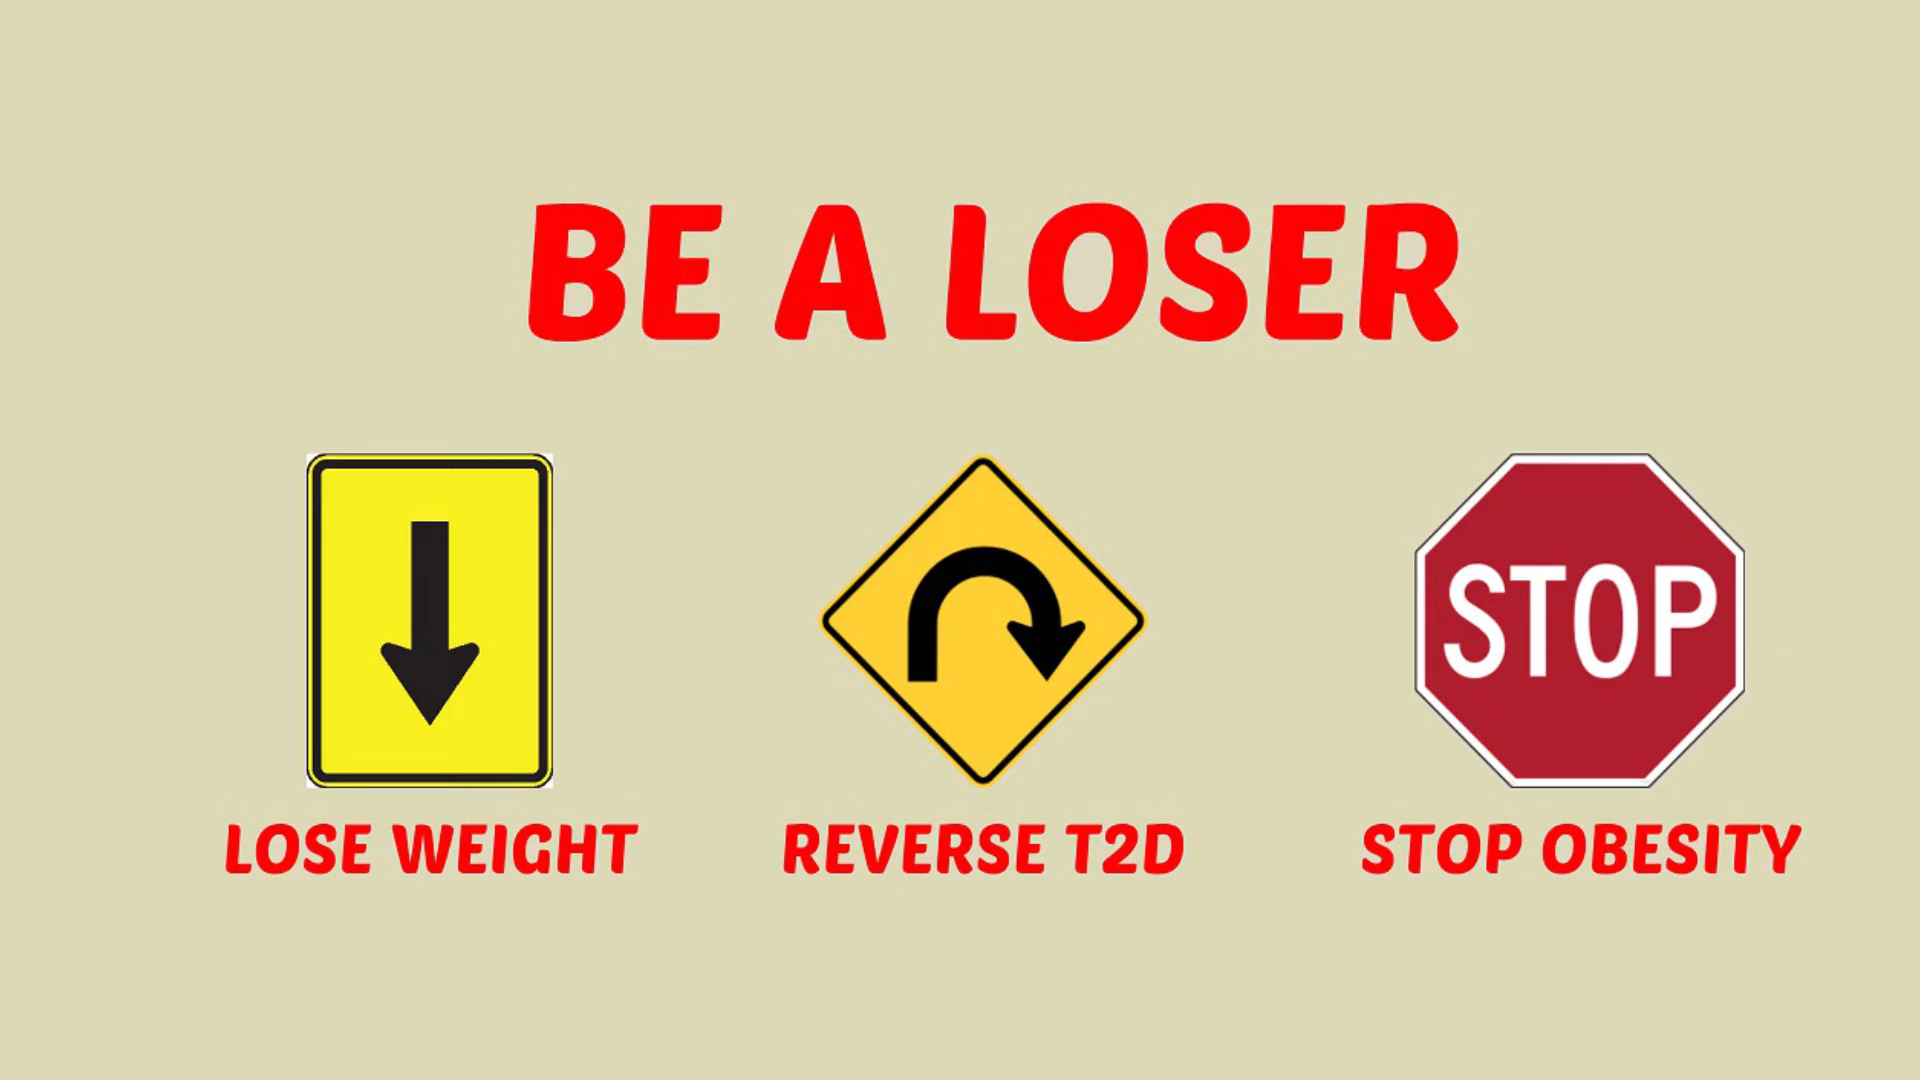 BE A LOSER
STOP
LOSE WEIGHT
REVERSE T2D
STOP OBESITY